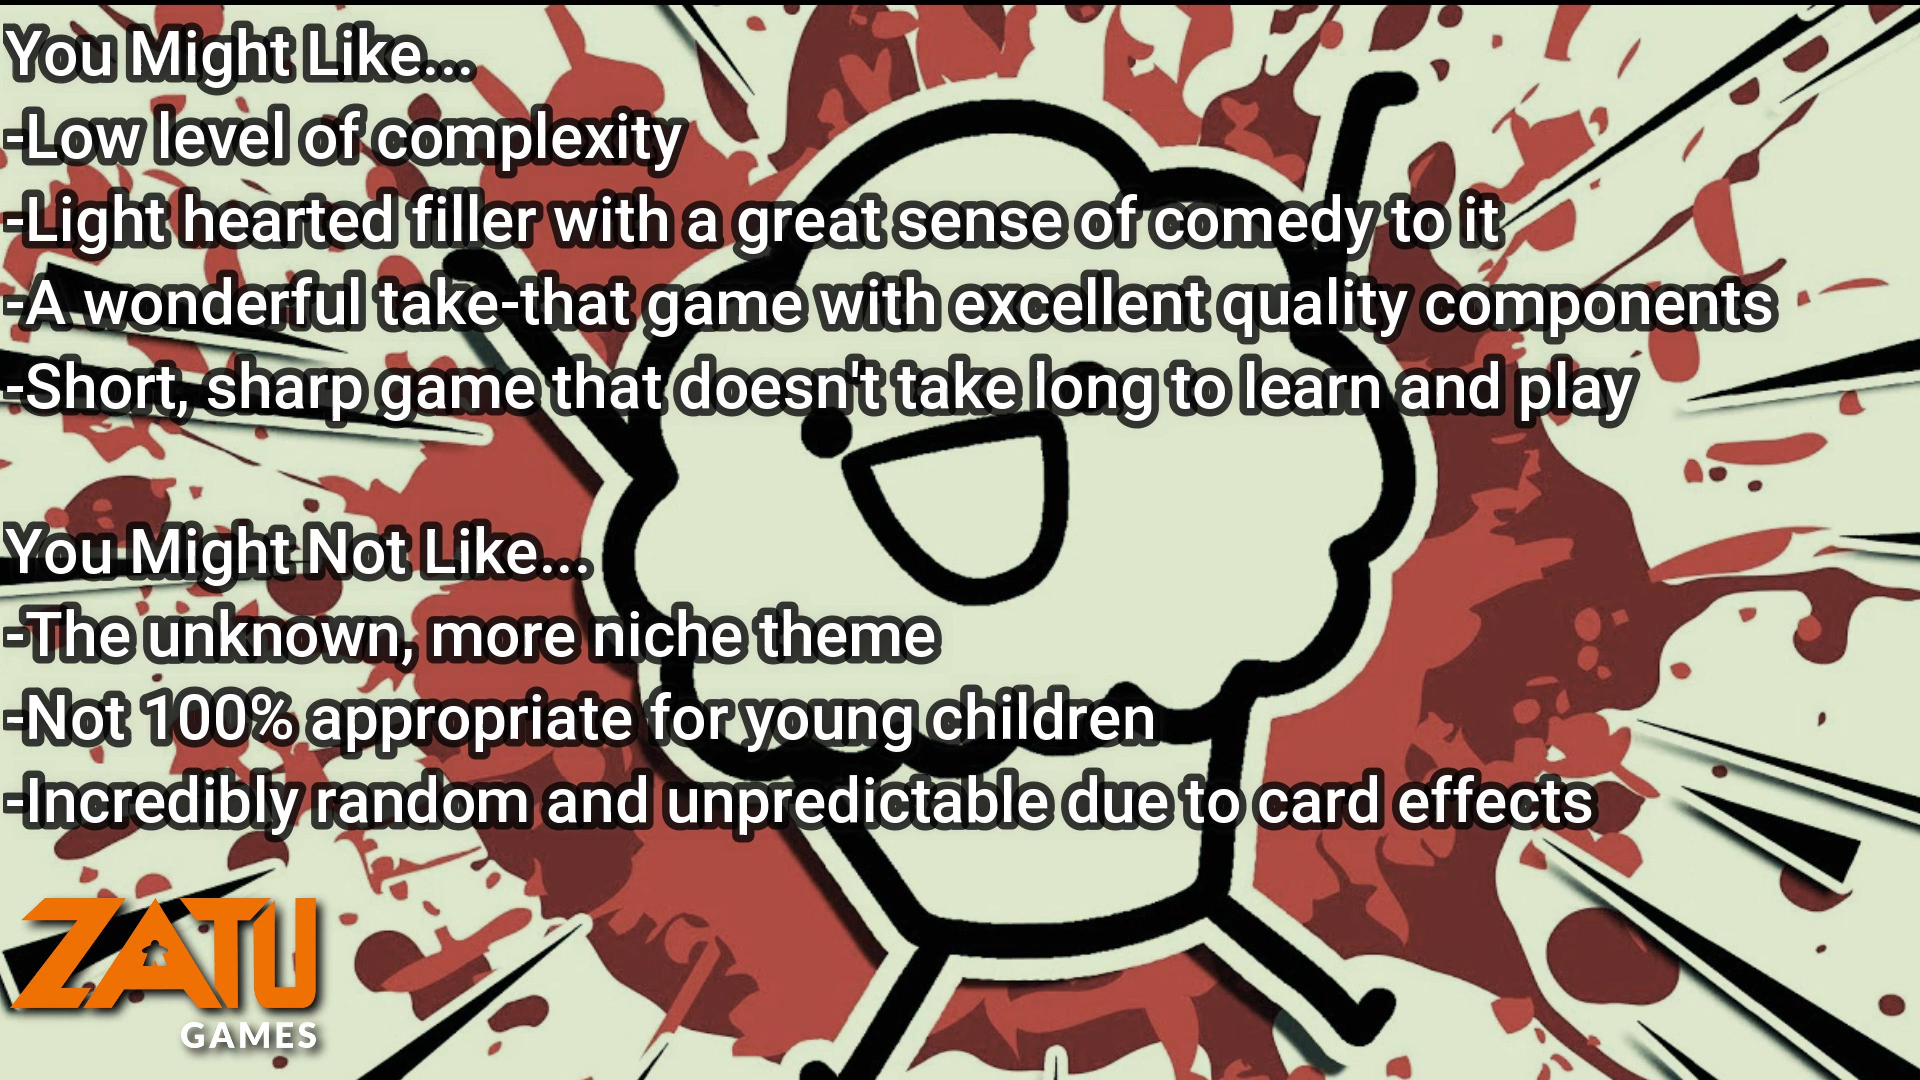 You Might Like...
-Low level of complexity
-Light hearted filler with a great sense of comedy to it
-A wonderful take-that game with excellent quality components
-Short, sharp game that doesn't take long to learn and play
You Might Not Like...
-The unknown, more niche theme
-Not 100% appropriate for young children
-Incredibly random and unpredictable due to card effects
ZATU
GAMES